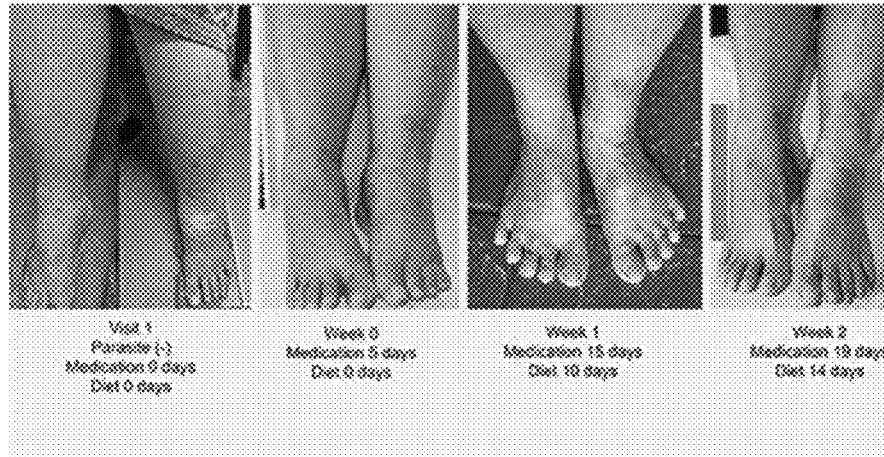 Visit 1
Parasite (-)
Medication 0 days
Diet 0 days
Week 0
Medication 5 days
Diet 0 days
Week 1
Medication 15 days
Diet 10 days
Week 2
Medication 19 days
Diet 14 days